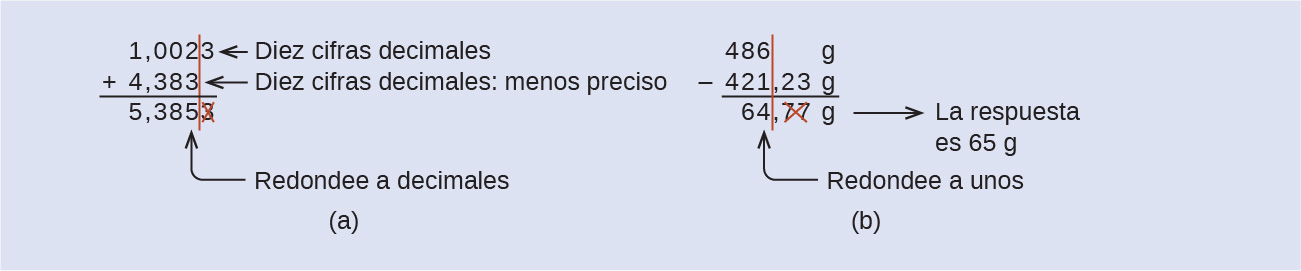 1,0023 Diez cifras decimales
+ 4,383 Diez cifras decimales: menos preciso
5,3853
Redondee a decimales
(a)
486 g
– 421,23 g
64,77 g La respuesta
es 65 g
Redondee a unos
(b)